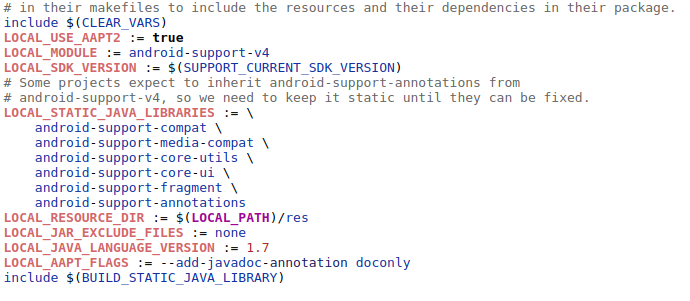 # in their makefiles to include the resources and their dependencies in their package.
include $(CLEAR_VARS)
LOCAL_USE_AAPT2 := true
LOCAL_MODULE := android-support-v4
LOCAL_SDK_VERSION := $(SUPPORT_CURRENT_SDK_VERSION)
# Some projects expect to inherit android-support-annotations from
# android-support-v4, so we need to keep it static until they can be fixed.
LOCAL_STATIC_JAVA_LIBRARIES := \
    android-support-compat \
    android-support-media-compat \
    android-support-core-utils \
    android-support-core-ui \
    android-support-fragment \
    android-support-annotations
LOCAL_RESOURCE_DIR := $(LOCAL_PATH)/res
LOCAL_JAR_EXCLUDE_FILES := none
LOCAL_JAVA_LANGUAGE_VERSION := 1.7
LOCAL_AAPT_FLAGS := --add-javadoc-annotation doconly
include $(BUILD_STATIC_JAVA_LIBRARY)